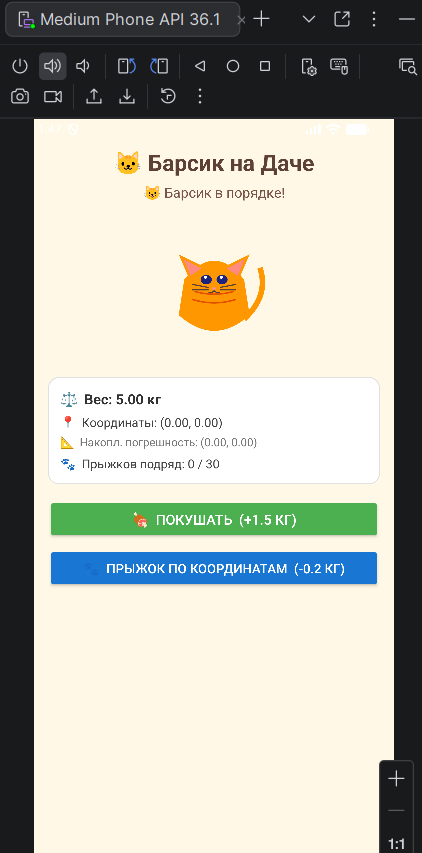 Medium Phone API 36.1
Барсик на Даче
Барсик в порядке!
Вес: 5.00 кг
Координаты: (0.00, 0.00)
Накопл. погрешность: (0.00, 0.00)
Прыжков подряд: 0 / 30
ПОКУШАТЬ (+1.5 КГ)
ПРЫЖОК ПО КООРДИНАТАМ (-0.2 КГ)
1:1